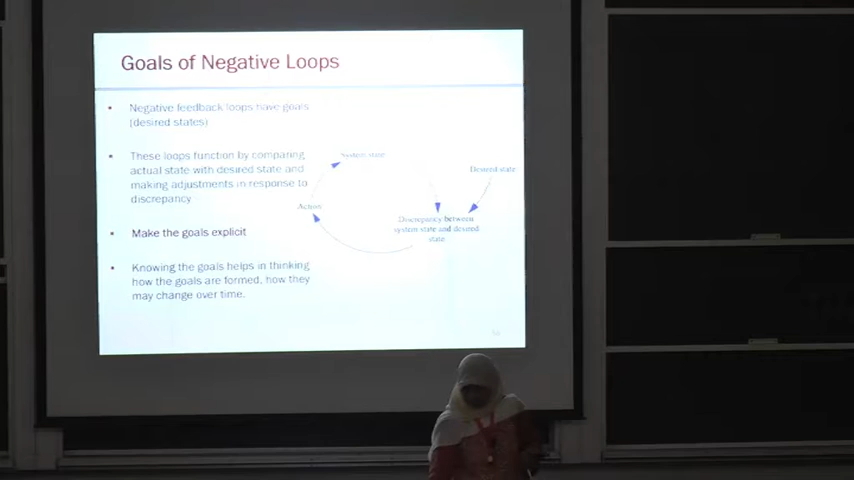 Goals of Negative Loops
Negative feedback loops have goals
(desired states)
These loops function by comparing
actual state with desired state and
making adjustments in response to
discrepancy
Make the goals explicit
Knowing the goals helps in thinking
how the goals are formed, how they
may change over time.
System state
Desired state
Action
Discrepancy between
system state and desired
state